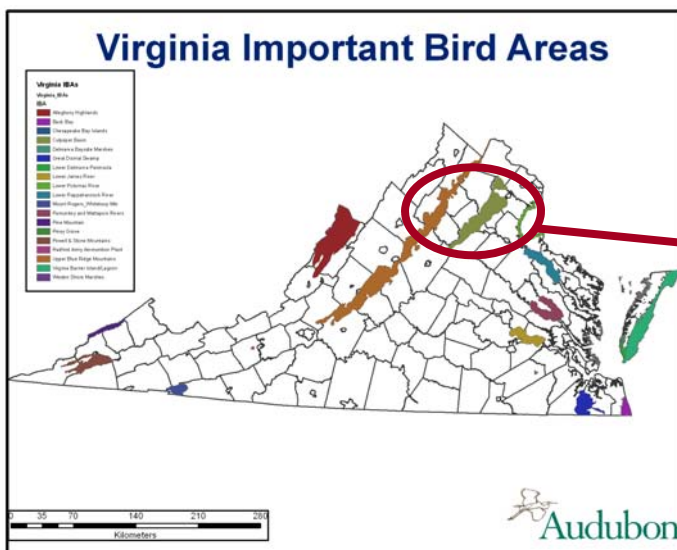 Virginia Important Bird Areas
Virginia IBAs
Virginia_IBAs
IBA
Allegheny Highlands
Back Bay
Chesapeake Bay Islands
Culpeper Basin
Delmarva Bayside Marshes
Great Dismal Swamp
Lower Delmarva Peninsula
Lower James River
Lower Potomac River
Lower Rappahannock River
Mount Rogers_Whitetop Mtn
Pamunkey and Mattaponi Rivers
Pine Mountain
Piney Grove
Powell & Stone Mountains
Radford Army Ammunition Plant
Upper Blue Ridge Mountains
Virginia Barrier Island/Lagoon
Western Shore Marshes
0 35 70 140 210 280
Kilometers
Audubon